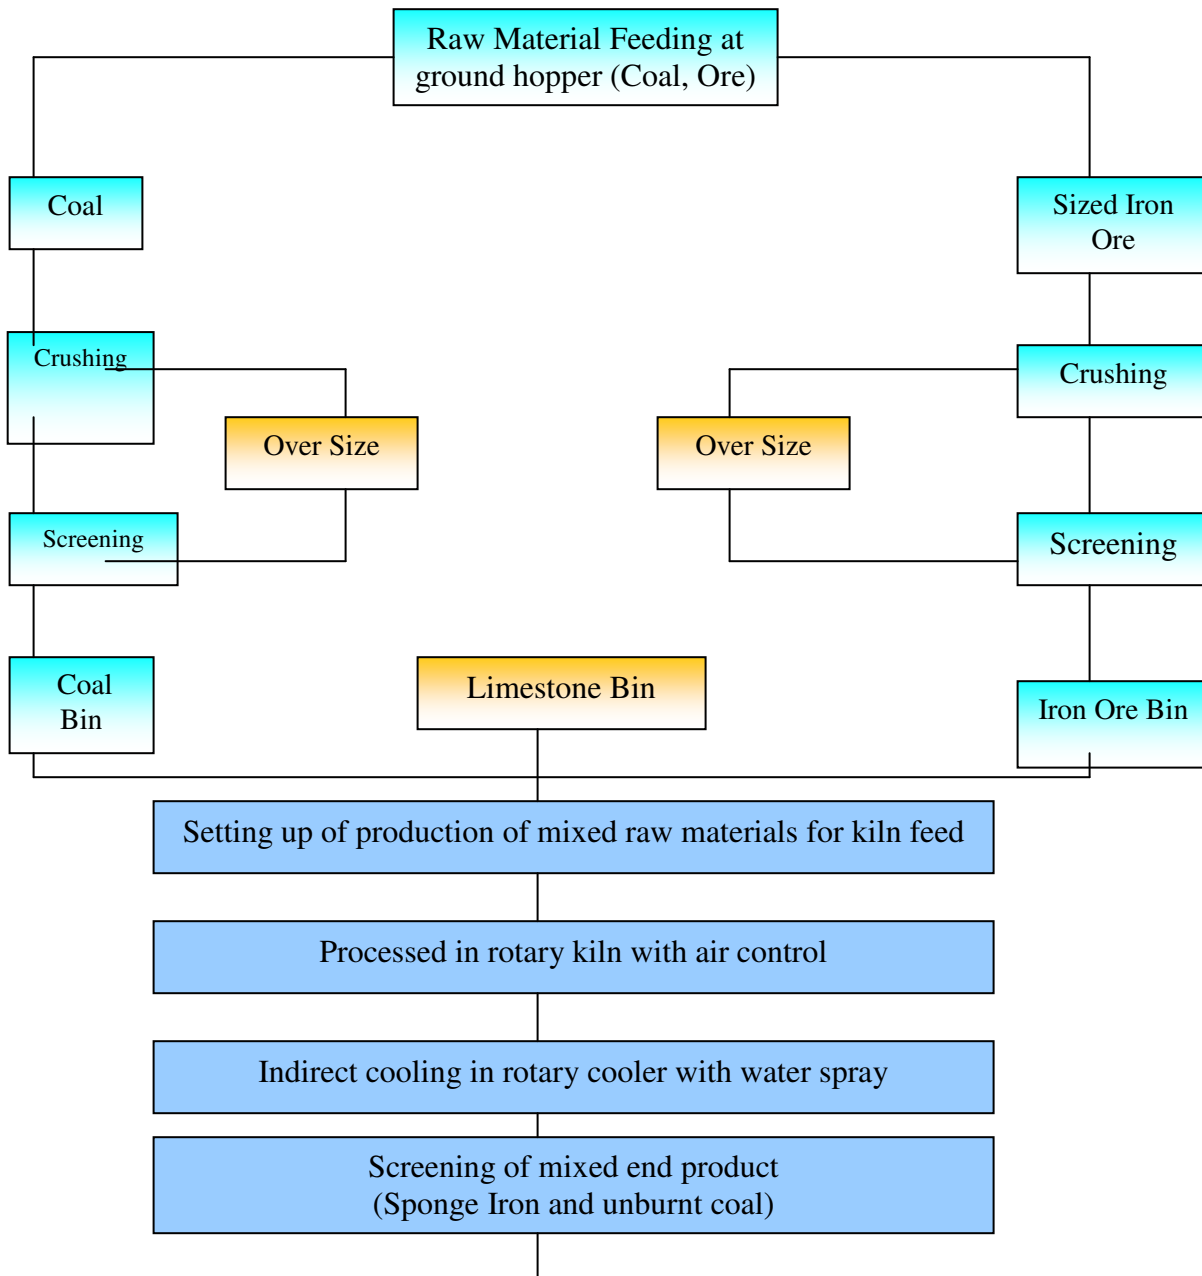 Raw Material Feeding at
ground hopper (Coal, Ore)
Coal
Sized Iron
Ore
Crushing
Crushing
Over Size
Over Size
Screening
Screening
Coal
Bin
Limestone Bin
Iron Ore Bin
Setting up of production of mixed raw materials for kiln feed
Processed in rotary kiln with air control
Indirect cooling in rotary cooler with water spray
Screening of mixed end product
(Sponge Iron and unburnt coal)